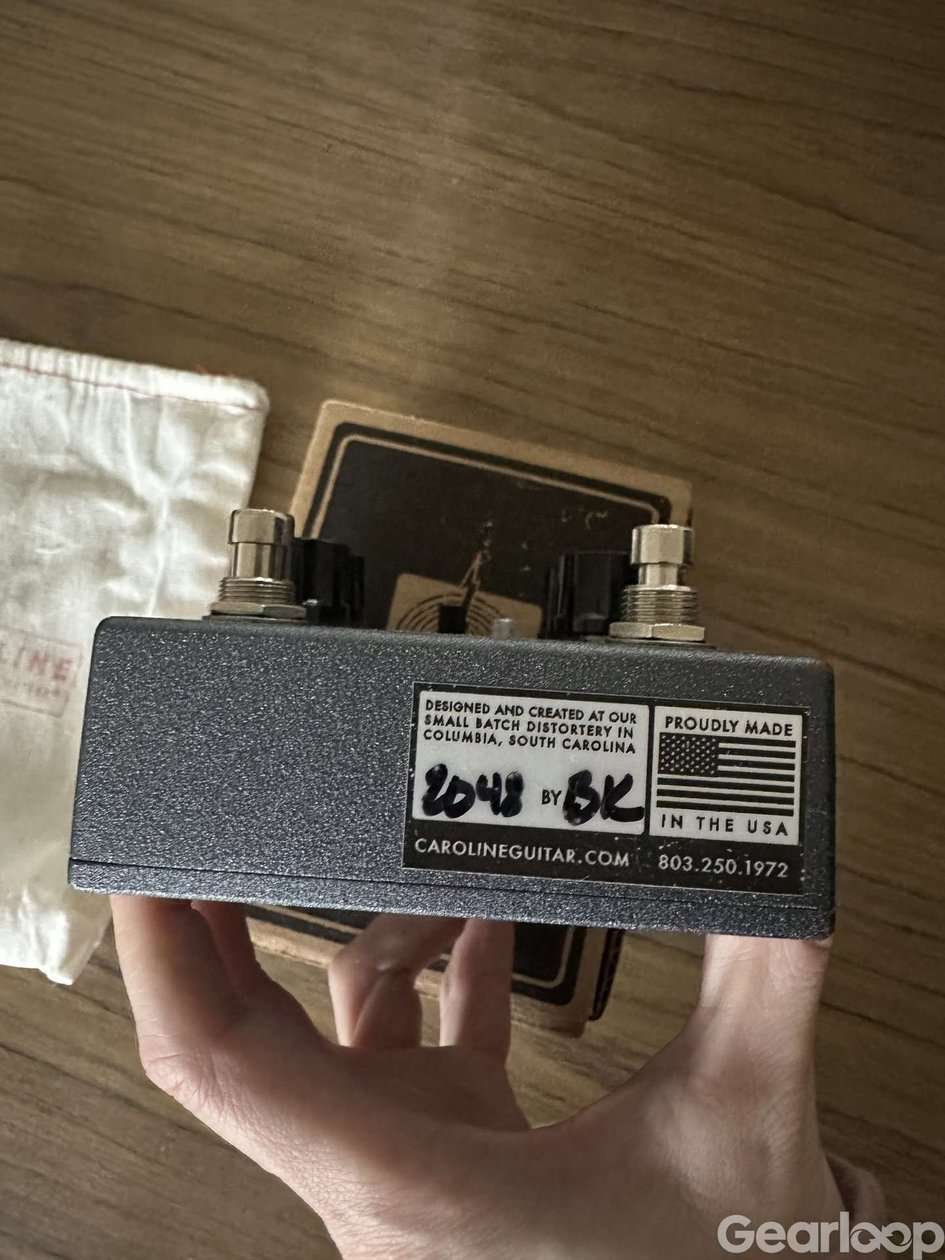 LINE
DESIGNED AND CREATED AT OUR
SMALL BATCH DISTORTERY IN
COLUMBIA, SOUTH CAROLINA
2048 BY BK
PROUDLY MADE
IN THE USA
CAROLINEGUITAR.COM 803.250.1972
Gearloop